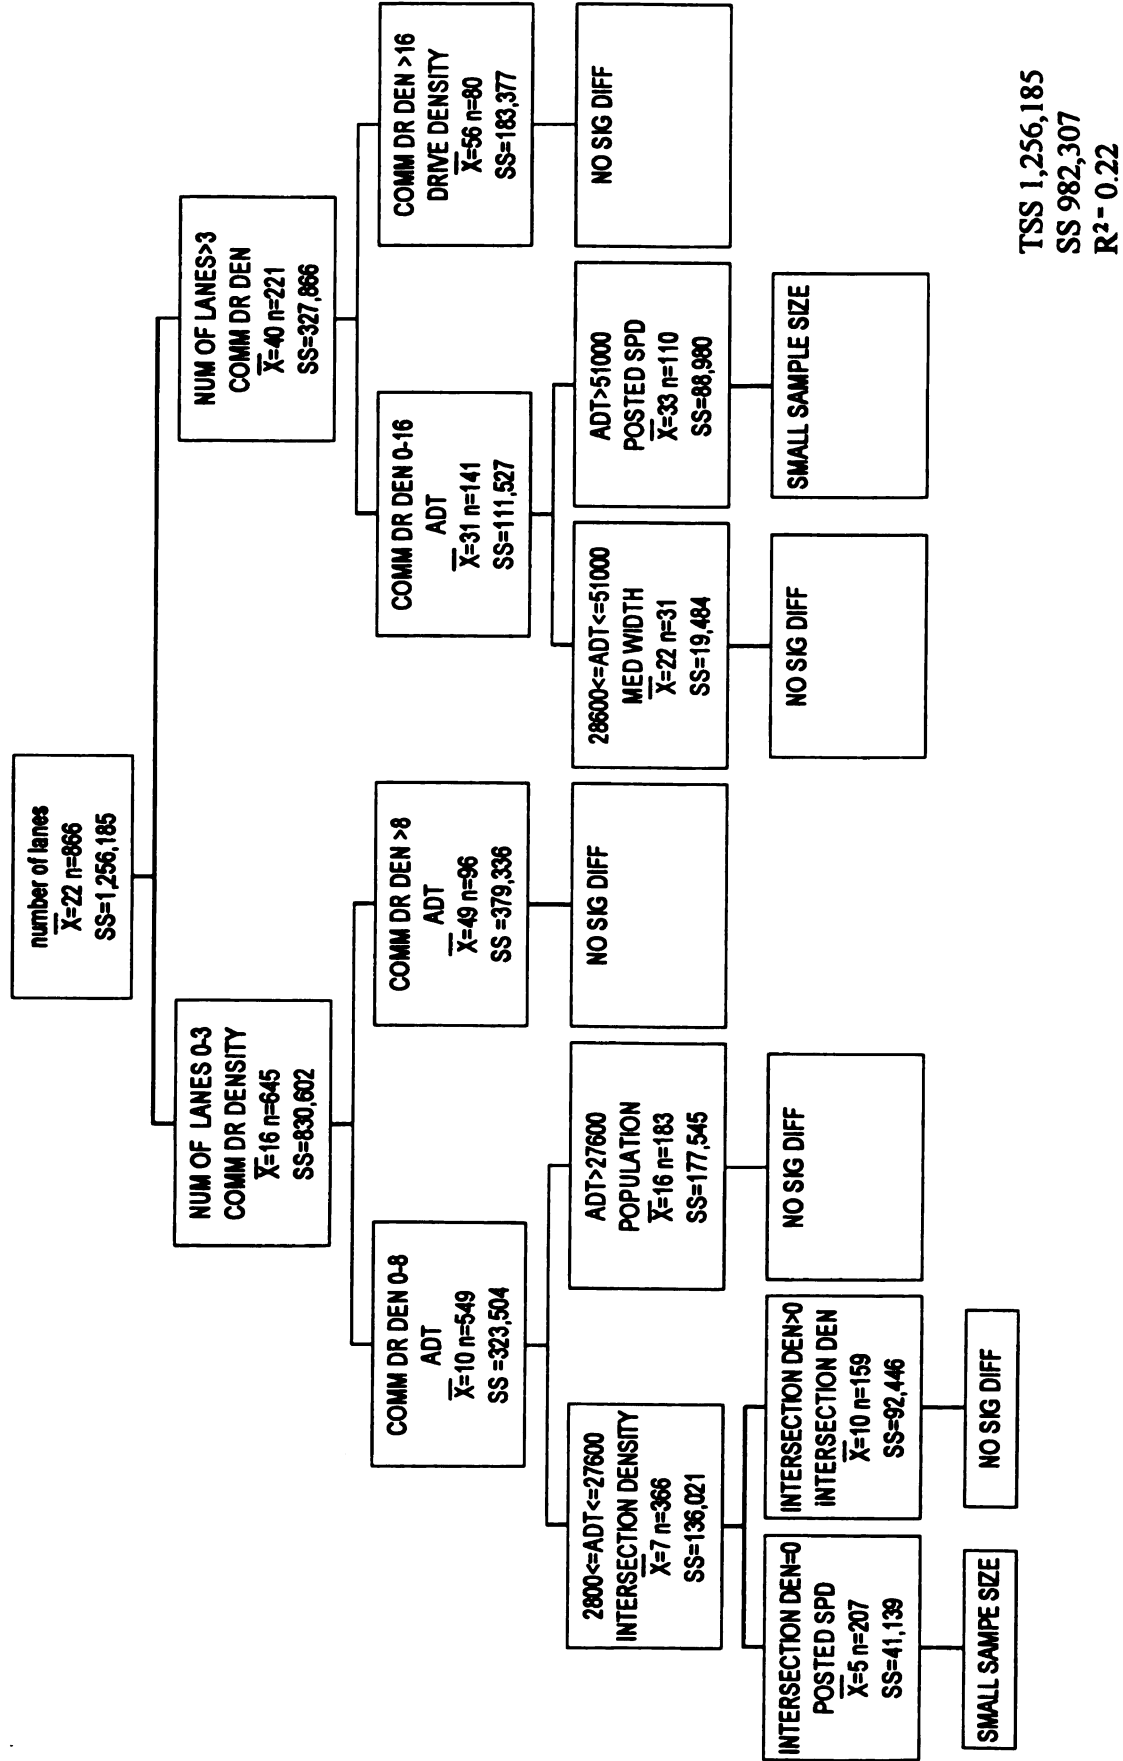 number of lanes
X=22 n=866
SS=1,256,185
NUM OF LANES 0-3
COMM DR DENSITY
X=16 n=645
SS=830,602
NUM OF LANES>3
COMM DR DEN
X=40 n=221
SS=327,866
COMM DR DEN 0-8
ADT
X=10 n=549
SS =323,504
COMM DR DEN >8
ADT
X=49 n=96
SS =379,336
COMM DR DEN 0-16
ADT
X=31 n=141
SS=111,527
COMM DR DEN >16
DRIVE DENSITY
X=56 n=80
SS=183,377
2800<=ADT<=27600
INTERSECTION DENSITY
X=7 n=366
SS=136,021
ADT>27600
POPULATION
X=16 n=183
SS=177,545
NO SIG DIFF
28600<=ADT<=51000
MED WIDTH
X=22 n=31
SS=19,484
ADT>51000
POSTED SPD
X=33 n=110
SS=88,980
NO SIG DIFF
INTERSECTION DEN=0
POSTED SPD
X=5 n=207
SS=41,139
INTERSECTION DEN>0
INTERSECTION DEN
X=10 n=159
SS=92,446
NO SIG DIFF
NO SIG DIFF
SMALL SAMPLE SIZE
SMALL SAMPE SIZE
NO SIG DIFF
TSS 1,256,185
SS 982,307
R²= 0.22